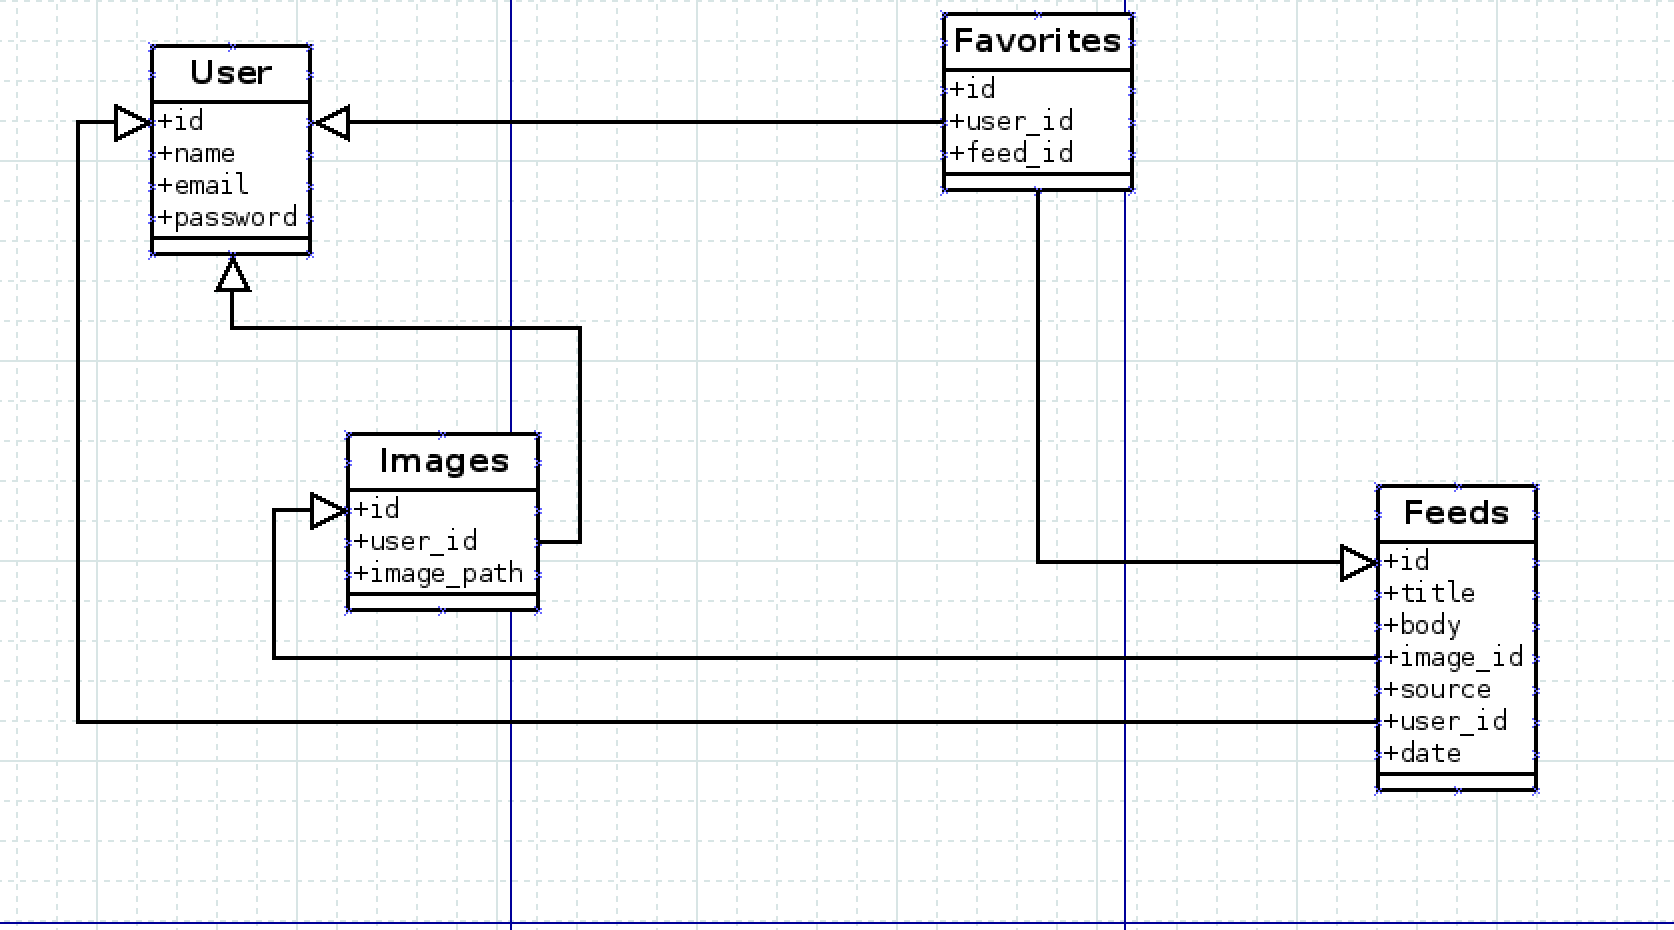 User
+id
+name
+email
+password
Favorites
+id
+user_id
+feed_id
Images
+id
+user_id
+image_path
Feeds
+id
+title
+body
+image_id
+source
+user_id
+date